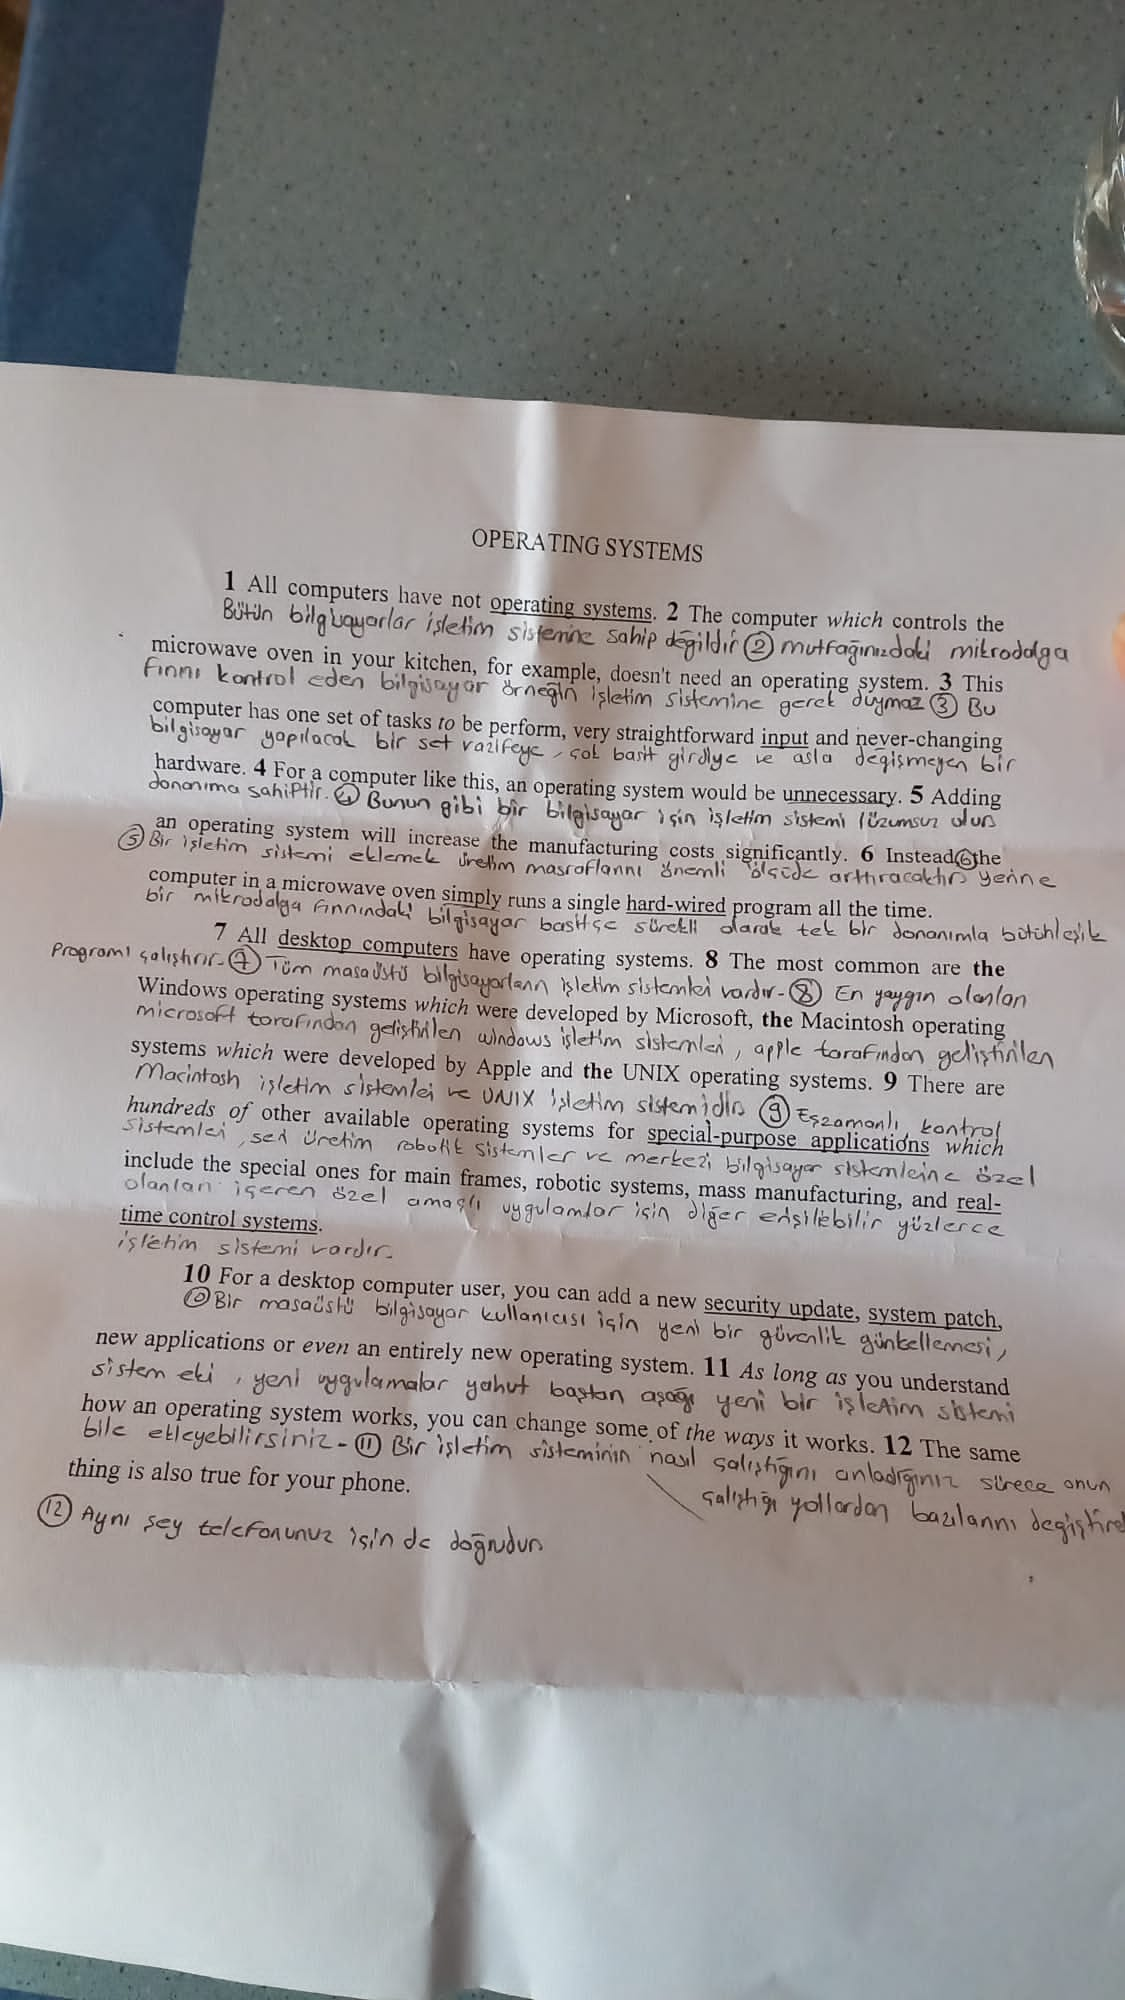 OPERATING SYSTEMS
1 All computers have not operating systems. 2 The computer which controls the
Bütün bilgisayarlar işletim sistemine sahip değildir ② mutfağınızdaki mikrodalga
microwave oven in your kitchen, for example, doesn't need an operating system. 3 This
fırını kontrol eden bilgisayar örneğin işletim sistemine gerek duymaz ③ Bu
computer has one set of tasks to be perform, very straightforward input and never-changing
bilgisayar yapılacak bir set vazifeye, çok basit girdiye ve asla değişmeyen bir
hardware. 4 For a computer like this, an operating system would be unnecessary. 5 Adding
donanıma sahiptir. ④ Bunun gibi bir bilgisayar için işletim sistemi lüzumsuz olur
an operating system will increase the manufacturing costs significantly. 6 Instead ⑥ the
⑤ Bir işletim sistemi eklemek üretim masraflarını önemli ölçüde arttıracaktır yerine
computer in a microwave oven simply runs a single hard-wired program all the time.
bir mikrodalga fırınındaki bilgisayar basitçe sürekli olarak tek bir donanımla bütünleşik
7 All desktop computers have operating systems. 8 The most common are the
programı çalıştırır. ⑦ Tüm masaüstü bilgisayarların işletim sistemleri vardır. ⑧ En yaygın olanları
Windows operating systems which were developed by Microsoft, the Macintosh operating
microsoft tarafından geliştirilen windows işletim sistemleri, apple tarafından geliştirilen
systems which were developed by Apple and the UNIX operating systems. 9 There are
Macintosh işletim sistemleri ve UNIX işletim sistemidir ⑨ Eşzamanlı kontrol
hundreds of other available operating systems for special-purpose applications which
sistemleri, seri üretim robotik sistemler ve merkezi bilgisayar sistemlerine özel
include the special ones for main frames, robotic systems, mass manufacturing, and real-
olanları içeren özel amaçlı uygulamalar için diğer erişilebilir yüzlerce
time control systems.
işletim sistemi vardır.
10 For a desktop computer user, you can add a new security update, system patch,
⑩ Bir masaüstü bilgisayar kullanıcısı için yeni bir güvenlik günkellemesi,
new applications or even an entirely new operating system. 11 As long as you understand
sistem eki, yeni uygulamalar yahut baştan aşağı yeni bir işletim sistemi
how an operating system works, you can change some of the ways it works. 12 The same
bile ekleyebilirsiniz. ⑪ Bir işletim sisteminin nasıl çalıştığını anladığınız sürece onun
thing is also true for your phone.
çalıştığı yollardan bazılarını değiştire
⑫ Aynı şey telefonunuz için de doğrudur